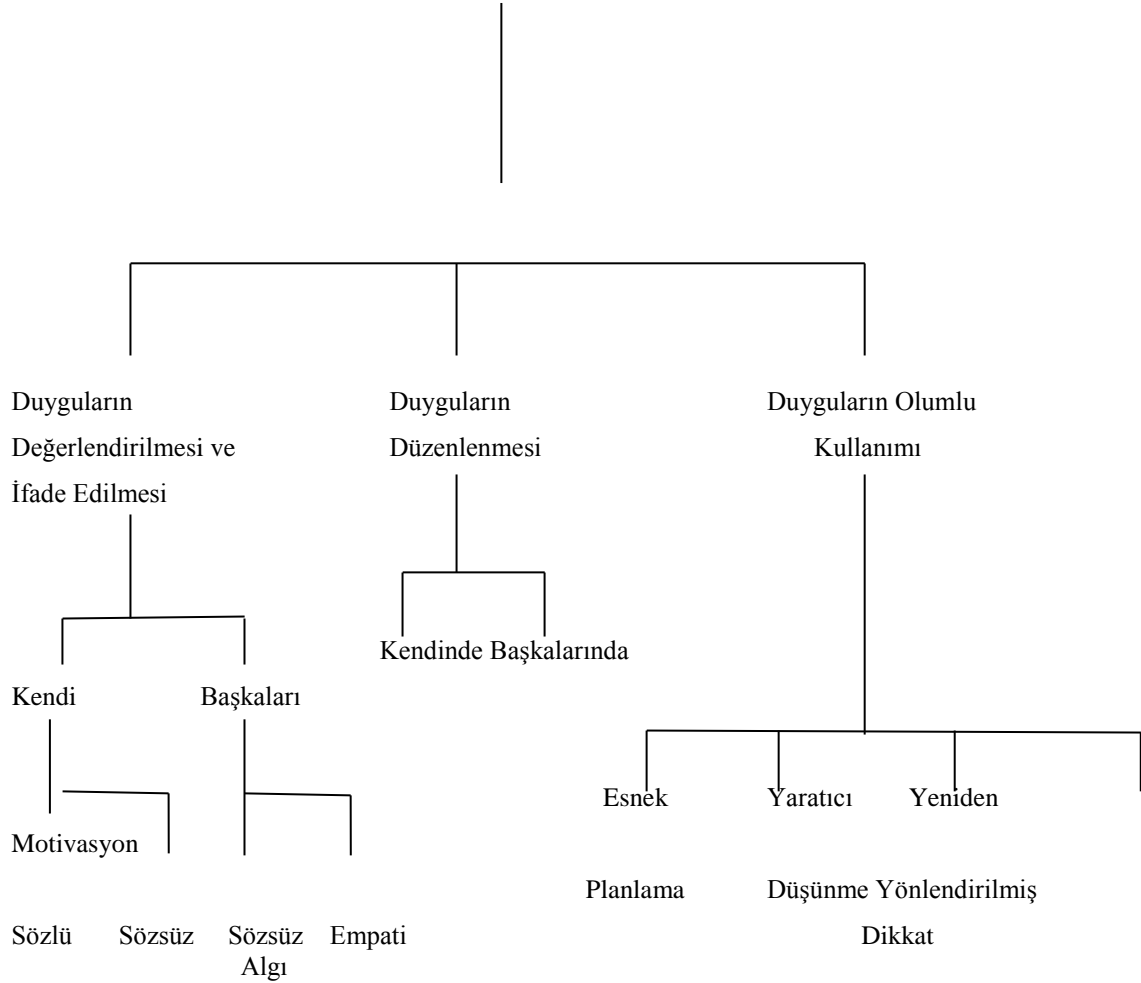 Duyguların
Değerlendirilmesi ve
İfade Edilmesi
Duyguların
Düzenlenmesi
Duyguların Olumlu
Kullanımı
Kendinde Başkalarında
Kendi Başkaları
Esnek Yaratıcı Yeniden
Motivasyon
Planlama Düşünme Yönlendirilmiş
Sözlü Sözsüz Sözsüz Empati Dikkat
Algı